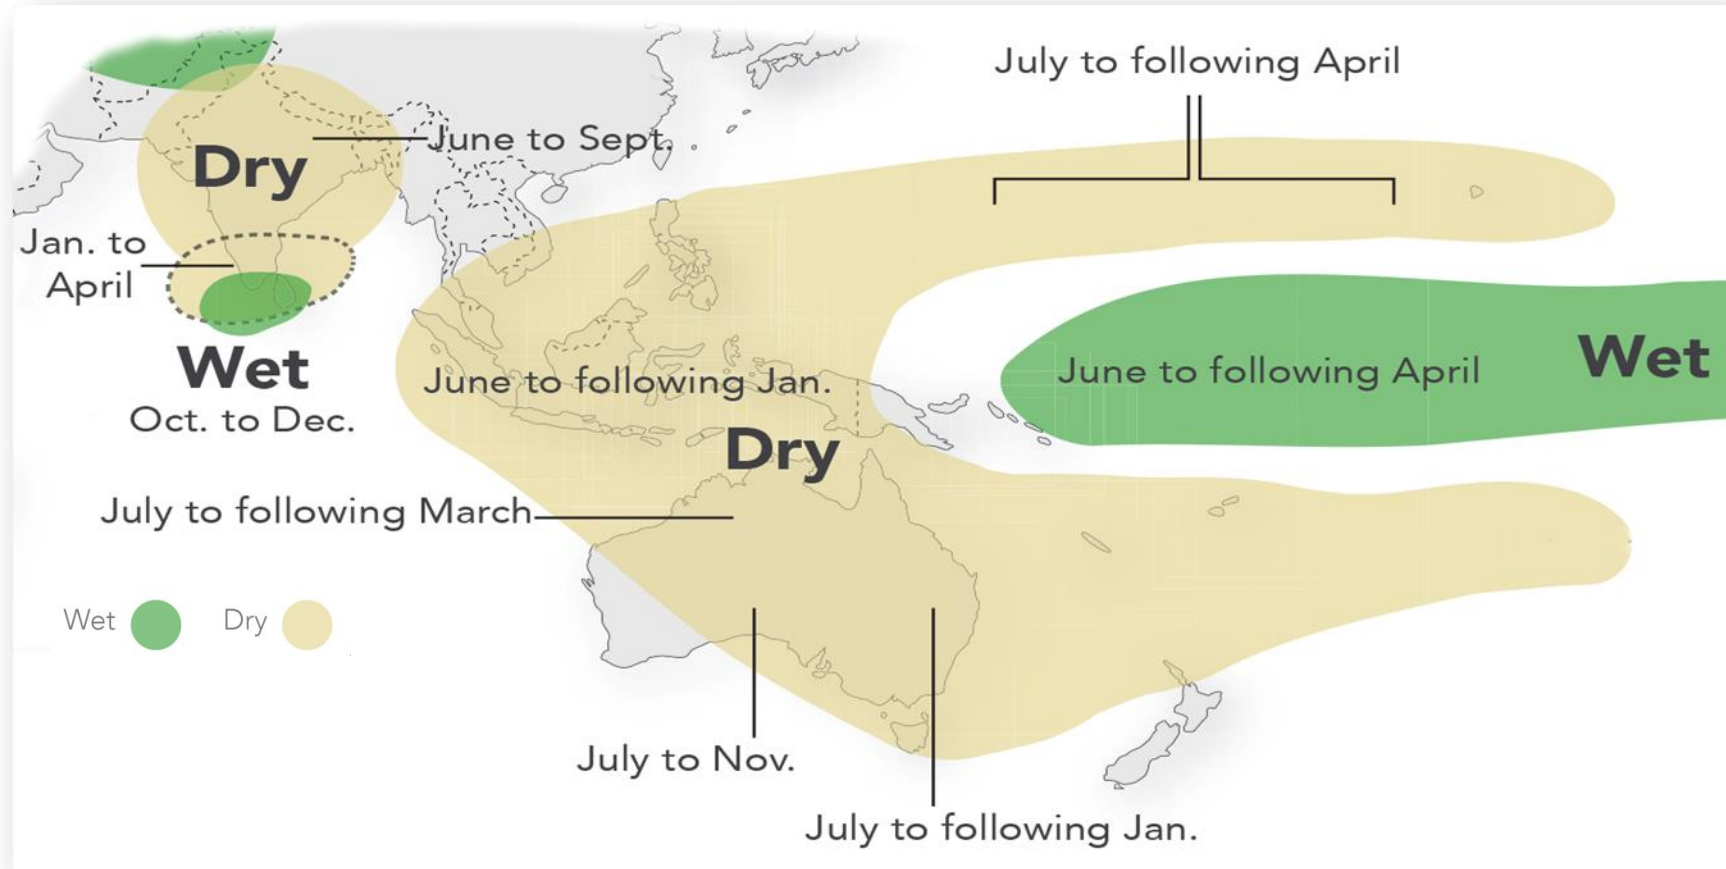 July to following April
June to Sept.
Dry
Jan. to
April
Wet
Oct. to Dec.
June to following Jan.
Dry
June to following April
Wet
July to following March
Wet
Dry
July to Nov.
July to following Jan.